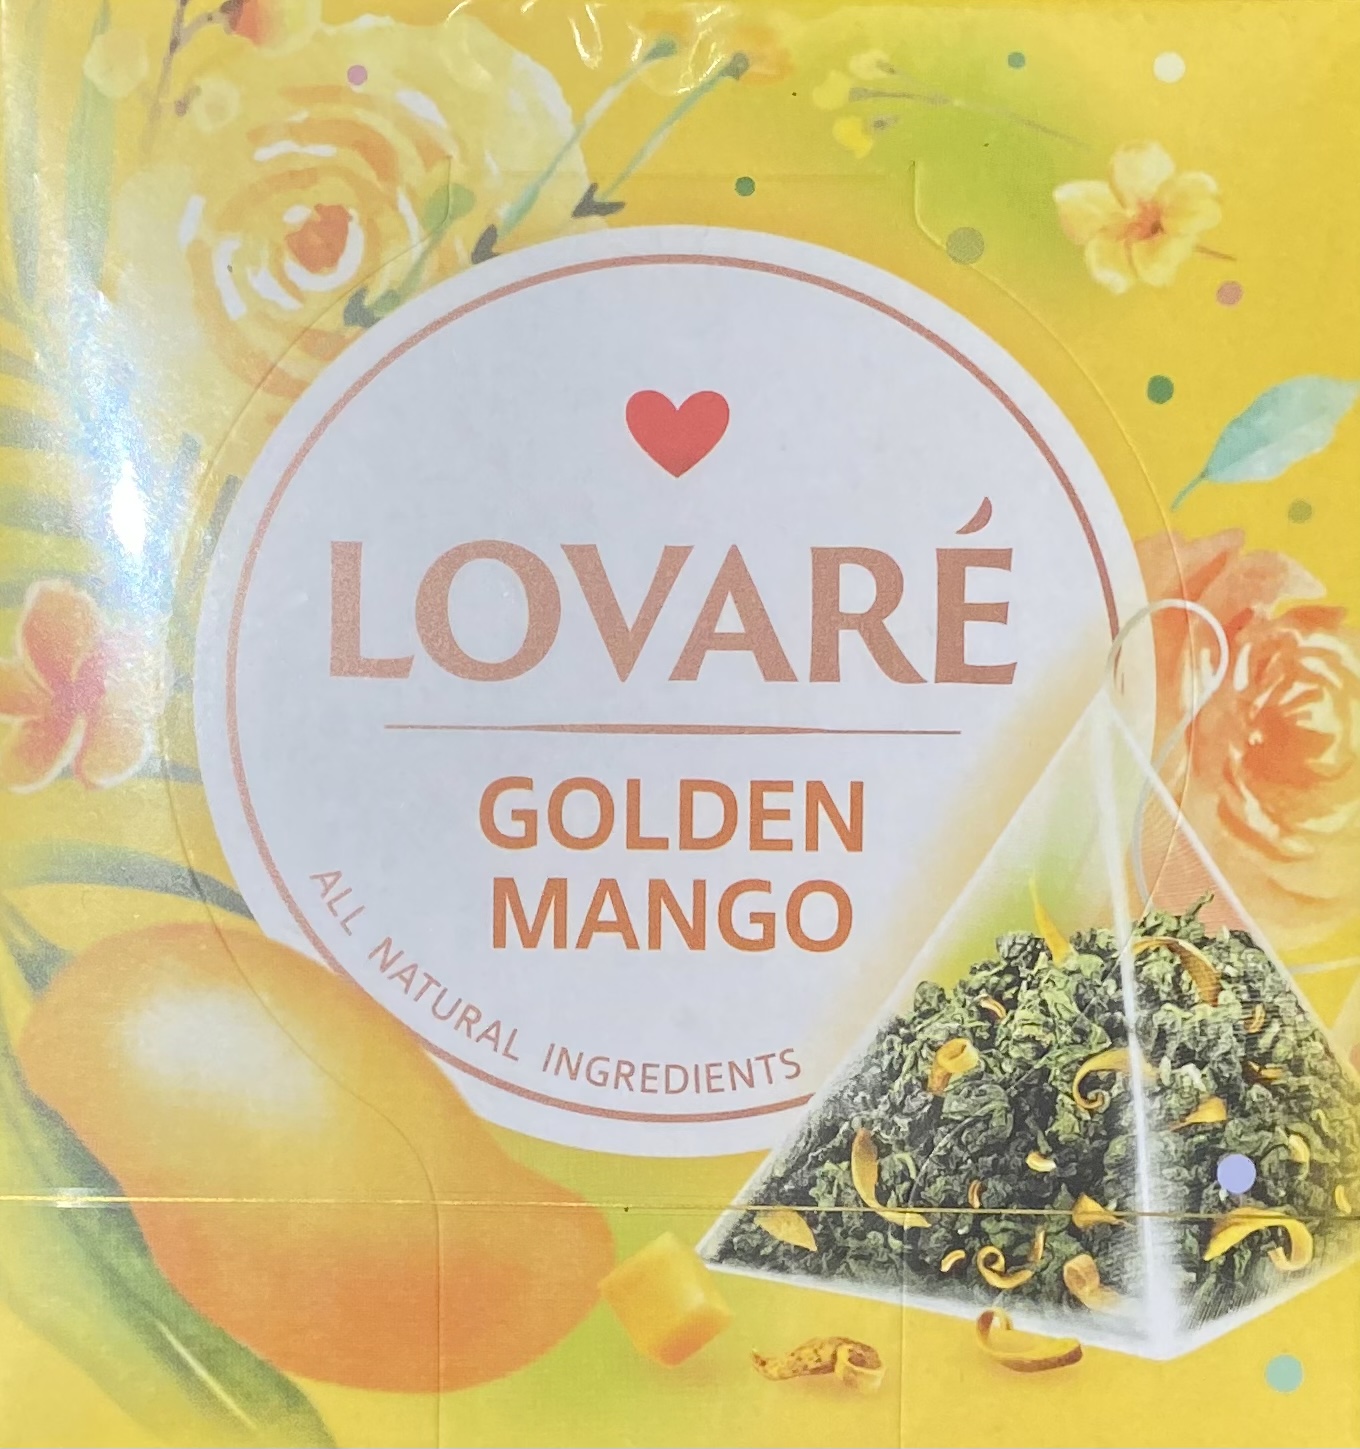 LOVARÉ
GOLDEN
MANGO
ALL NATURAL INGREDIENTS